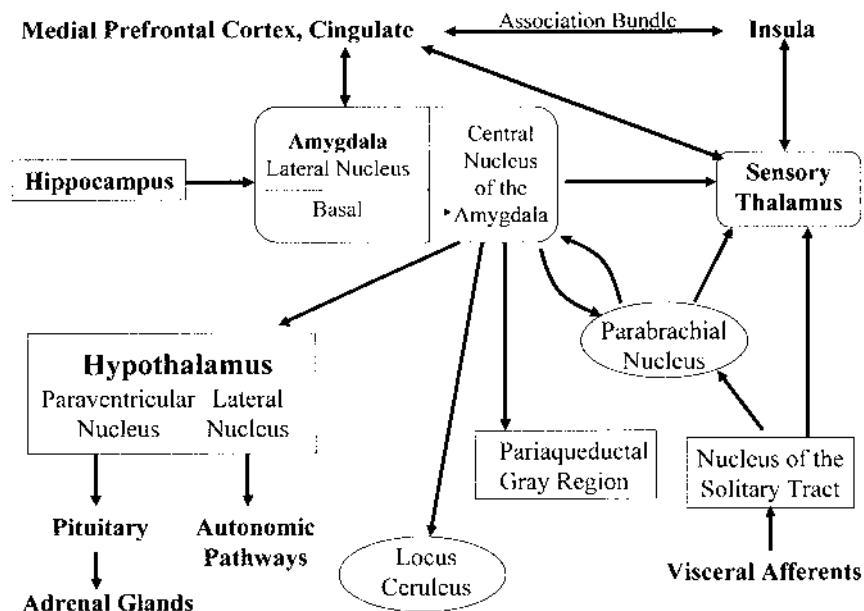 Medial Prefrontal Cortex, Cingulate
Association Bundle
Insula
Hippocampus
Amygdala
Lateral Nucleus
Basal
Central
Nucleus
of the
Amygdala
Sensory
Thalamus
Parabrachial
Nucleus
Hypothalamus
Paraventricular
Nucleus
Lateral
Nucleus
Pariaqueductal
Gray Region
Nucleus of the
Solitary Tract
Pituitary
Autonomic
Pathways
Locus
Ceruleus
Visceral Afferents
Adrenal Glands